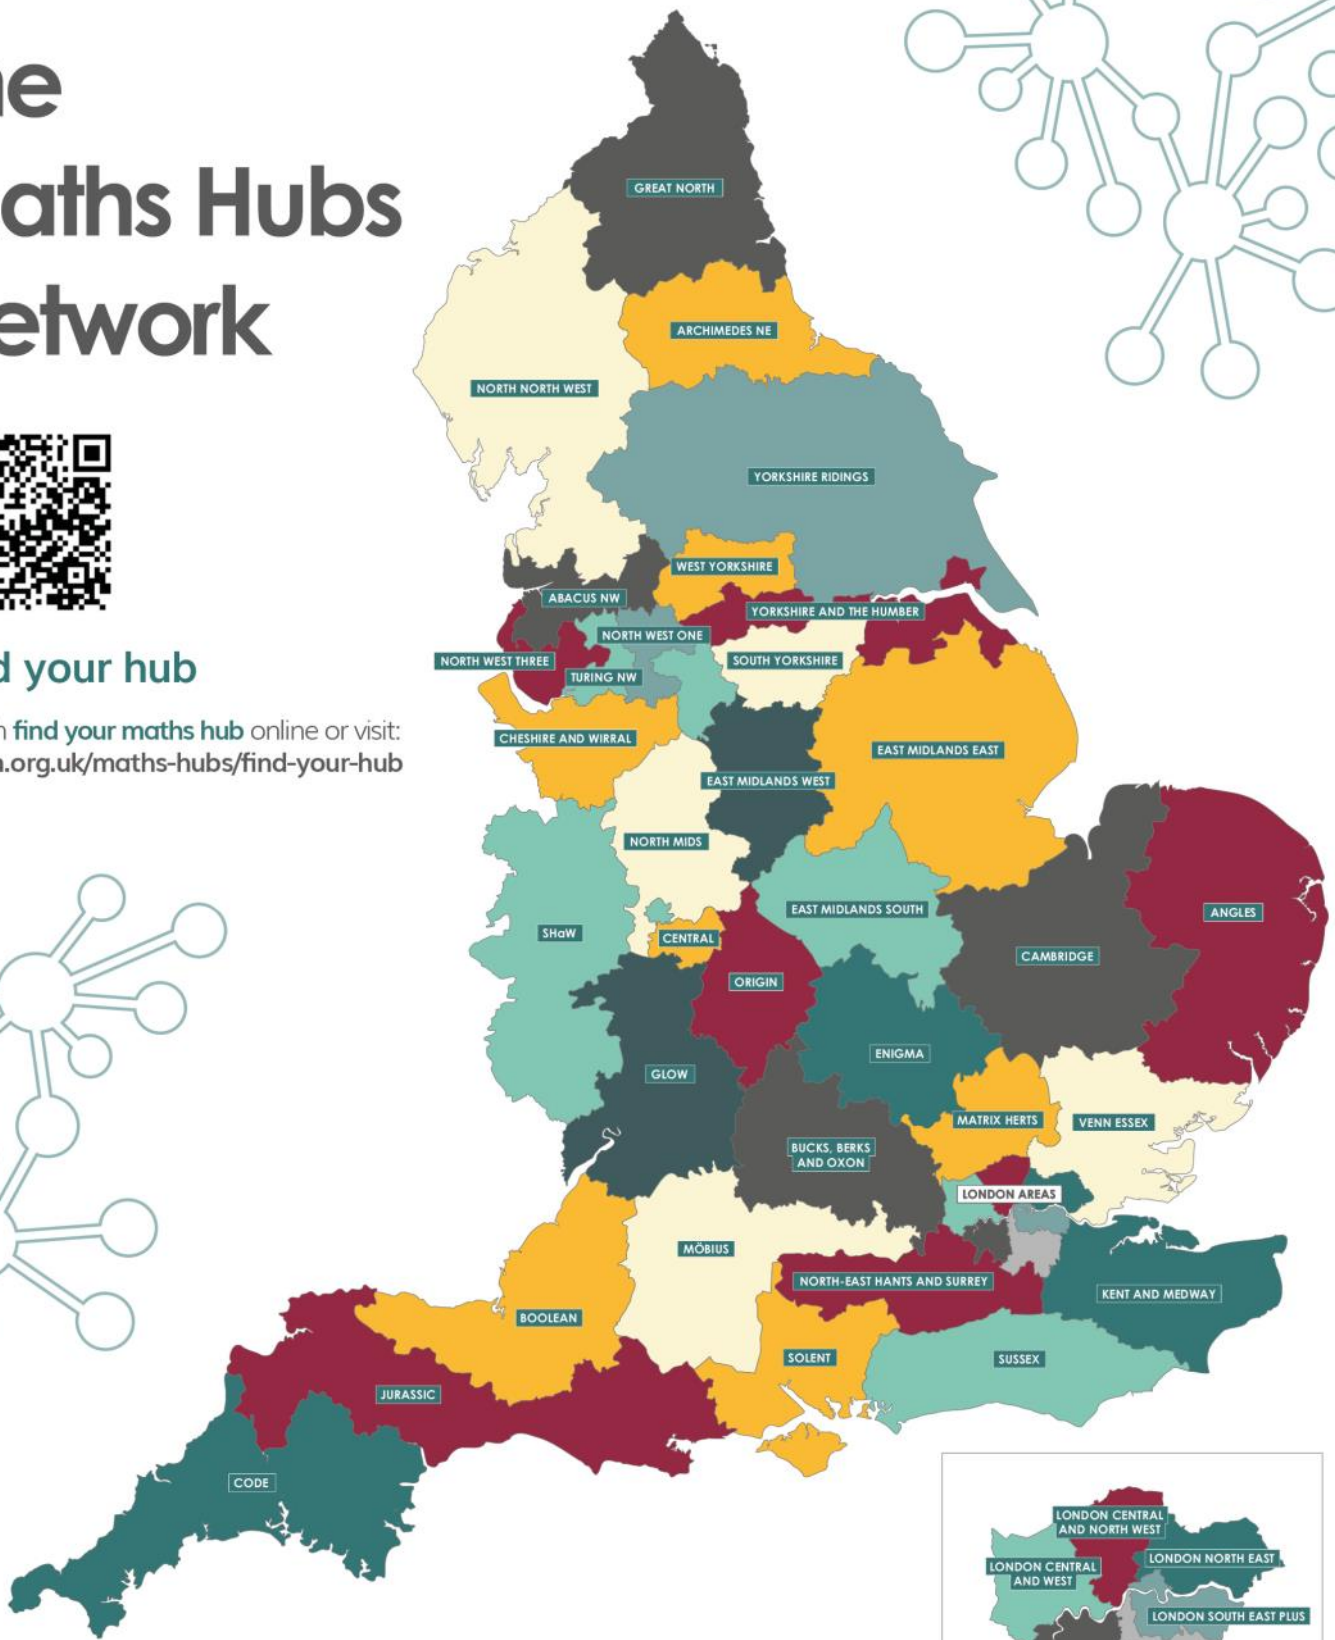 ne
aths Hubs
etwork
d your hub
n find your maths hub online or visit:
n.org.uk/maths-hubs/find-your-hub
GREAT NORTH
ARCHIMEDES NE
NORTH NORTH WEST
YORKSHIRE RIDINGS
WEST YORKSHIRE
ABACUS NW
YORKSHIRE AND THE HUMBER
NORTH WEST ONE
NORTH WEST THREE
SOUTH YORKSHIRE
TURING NW
CHESHIRE AND WIRRAL
EAST MIDLANDS EAST
EAST MIDLANDS WEST
NORTH MIDS
EAST MIDLANDS SOUTH
ANGLES
SHaW
CENTRAL
CAMBRIDGE
ORIGIN
ENIGMA
GLOW
MATRIX HERTS
VENN ESSEX
BUCKS, BERKS
AND OXON
LONDON AREAS
MÖBIUS
NORTH-EAST HANTS AND SURREY
KENT AND MEDWAY
BOOLEAN
SOLENT
SUSSEX
JURASSIC
CODE
LONDON CENTRAL
AND NORTH WEST
LONDON NORTH EAST
LONDON CENTRAL
AND WEST
LONDON SOUTH EAST PLUS